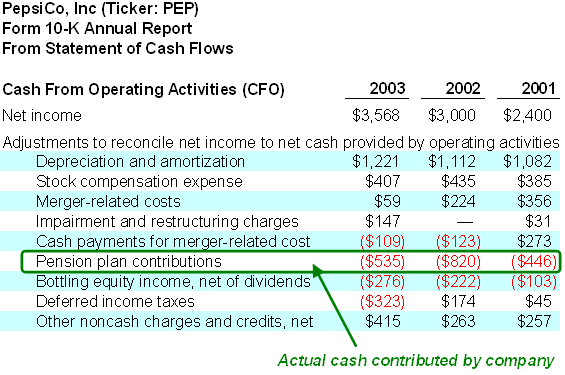 PepsiCo, Inc (Ticker: PEP)
Form 10-K Annual Report
From Statement of Cash Flows
Cash From Operating Activities (CFO) 2003 2002 2001
Net income $3,568 $3,000 $2,400
Adjustments to reconcile net income to net cash provided by operating activities
Depreciation and amortization $1,221 $1,112 $1,082
Stock compensation expense $407 $435 $385
Merger-related costs $59 $224 $356
Impairment and restructuring charges $147 — $31
Cash payments for merger-related cost ($109) ($123) $273
Pension plan contributions ($535) ($820) ($446)
Bottling equity income, net of dividends ($276) ($222) ($103)
Deferred income taxes ($323) $174 $45
Other noncash charges and credits, net $415 $263 $257
Actual cash contributed by company